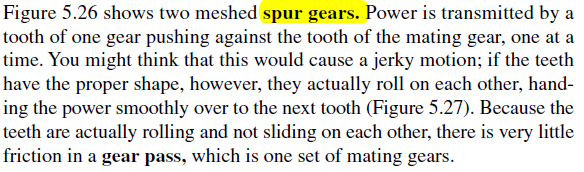 Figure 5.26 shows two meshed spur gears. Power is transmitted by a
tooth of one gear pushing against the tooth of the mating gear, one at a
time. You might think that this would cause a jerky motion; if the teeth
have the proper shape, however, they actually roll on each other, hand-
ing the power smoothly over to the next tooth (Figure 5.27). Because the
teeth are actually rolling and not sliding on each other, there is very little
friction in a gear pass, which is one set of mating gears.